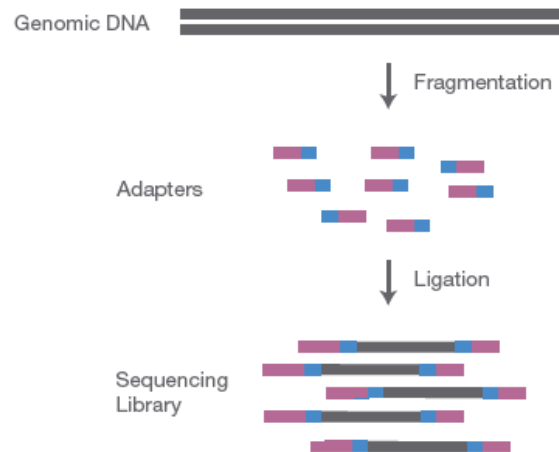 Genomic DNA
Fragmentation
Adapters
Ligation
Sequencing
Library